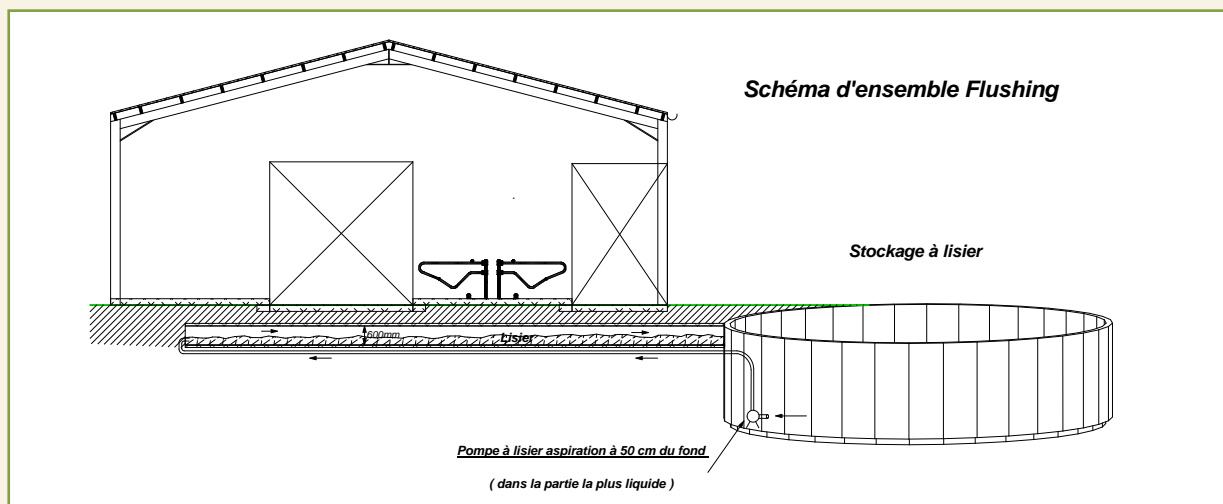 Schéma d'ensemble Flushing
Stockage à lisier
600mm
Lisier
Pompe à lisier aspiration à 50 cm du fond
( dans la partie la plus liquide )